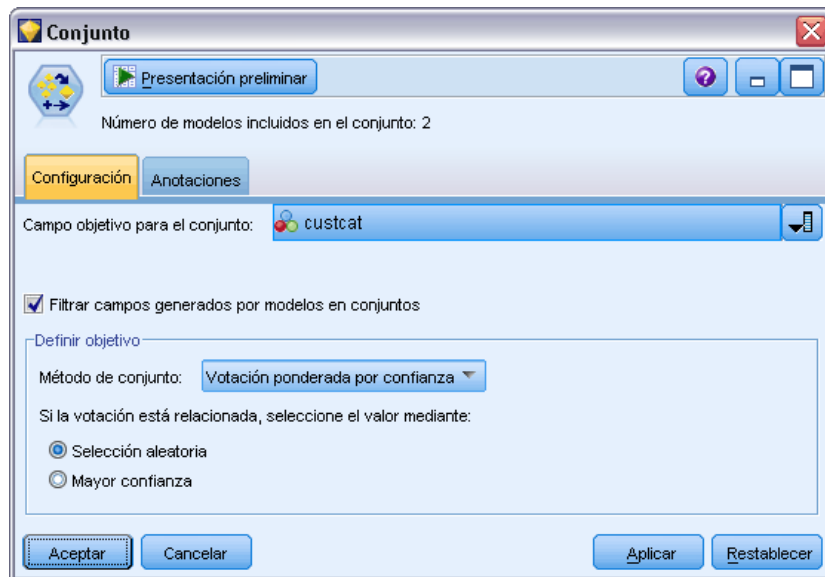 Conjunto
Presentación preliminar
Número de modelos incluidos en el conjunto: 2
Configuración Anotaciones
Campo objetivo para el conjunto: custcat
Filtrar campos generados por modelos en conjuntos
Definir objetivo
Método de conjunto: Votación ponderada por confianza
Si la votación está relacionada, seleccione el valor mediante:
Selección aleatoria
Mayor confianza
Aceptar Cancelar Aplicar Restablecer